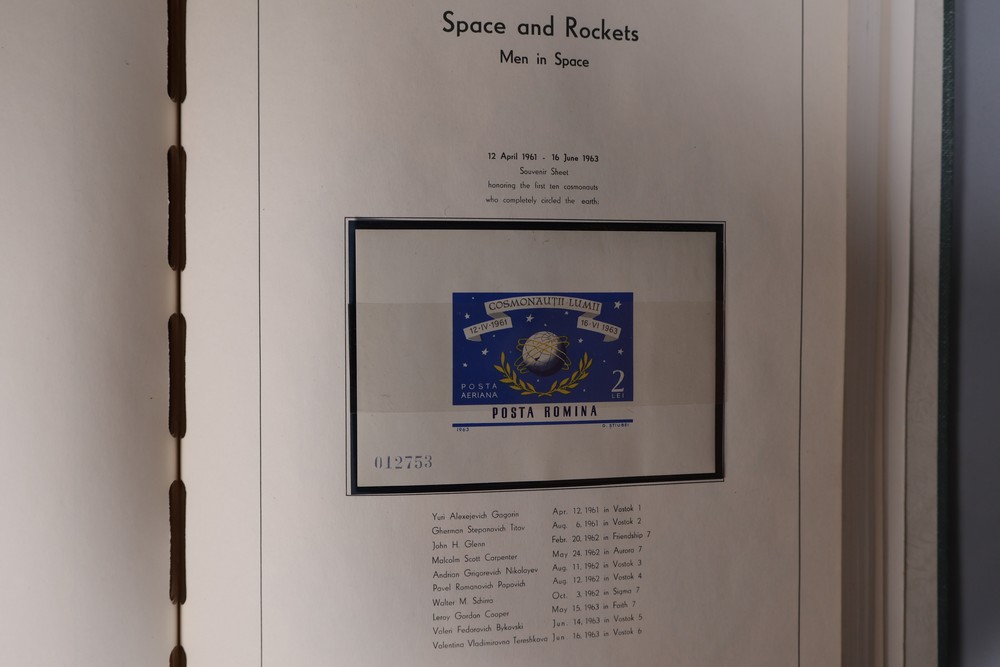 Space and Rockets
Men in Space
12 April 1961 - 16 June 1963
Souvenir Sheet
honoring the first ten cosmonauts
who completely circled the earth:
COSMONAUȚII LUMII
12·IV·1961
16·VI 1963
POSTA
AERIANA
2
LEI
POSTA ROMINA
1963
012753
Yuri Alexejevich Gagarin Apr. 12, 1961 in Vostok 1
Gherman Stepanovich Titov Aug. 6, 1961 in Vostok 2
John H. Glenn Febr. 20, 1962 in Friendship 7
Malcolm Scott Carpenter May 24, 1962 in Aurora 7
Andrian Grigorevich Nikolayev Aug. 11, 1962 in Vostok 3
Pavel Romanovich Popovich Aug. 12, 1962 in Vostok 4
Walter M. Schirra Oct. 3, 1962 in Sigma 7
Leroy Gordon Cooper May 15, 1963 in Faith 7
Valeri Fedorovich Bykovski Jun. 14, 1963 in Vostok 5
Valentina Vladimirovna Tereshkova Jun. 16, 1963 in Vostok 6